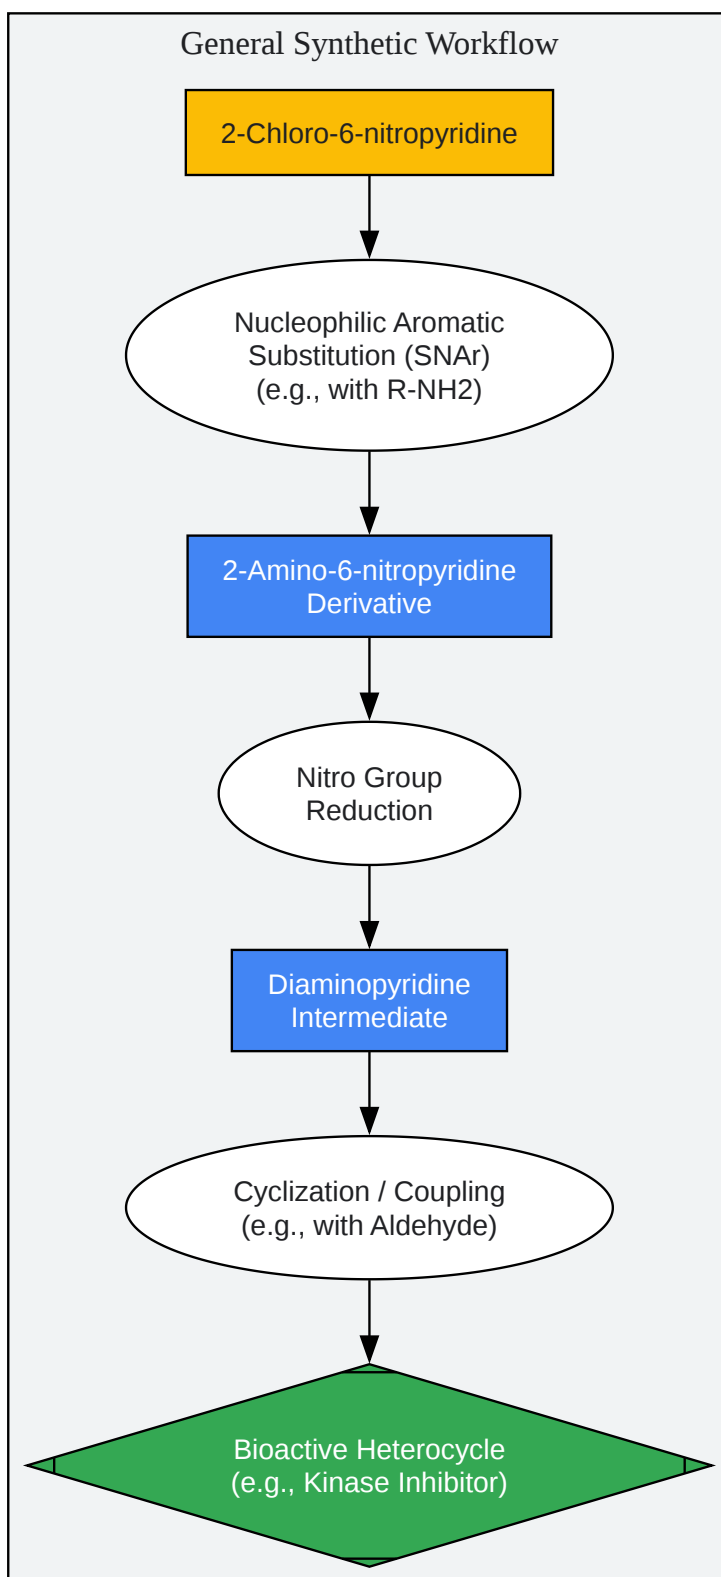 General Synthetic Workflow
2-Chloro-6-nitropyridine
Nucleophilic Aromatic
Substitution (SNAr)
(e.g., with R-NH2)
2-Amino-6-nitropyridine
Derivative
Nitro Group
Reduction
Diaminopyridine
Intermediate
Cyclization / Coupling
(e.g., with Aldehyde)
Bioactive Heterocycle
(e.g., Kinase Inhibitor)